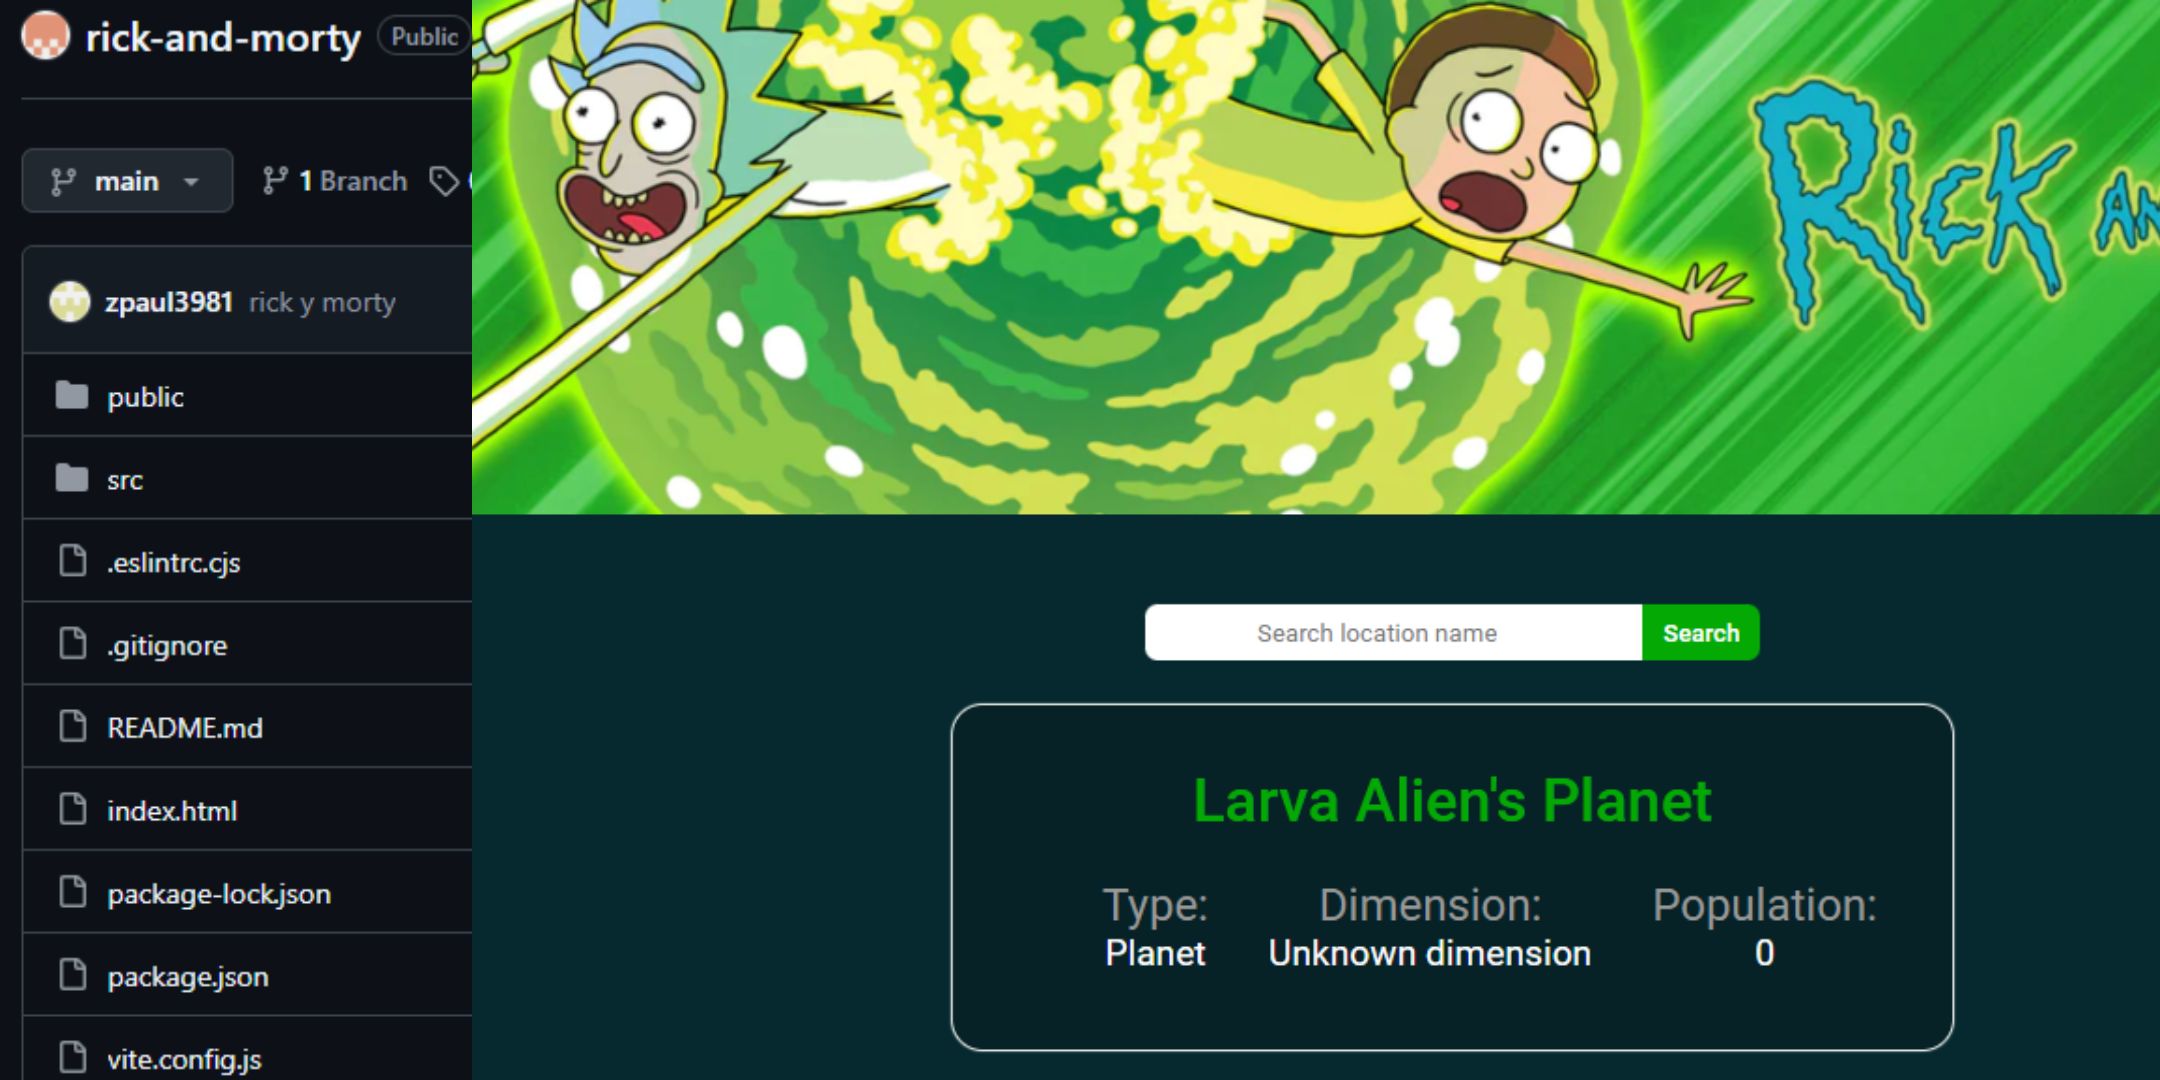 rick-and-morty Public
main 1 Branch
zpaul3981 rick y morty
public
src
.eslintrc.cjs
.gitignore
README.md
index.html
package-lock.json
package.json
vite.config.js
RICK AN
Search location name Search
Larva Alien's Planet
Type: Dimension: Population:
Planet Unknown dimension 0